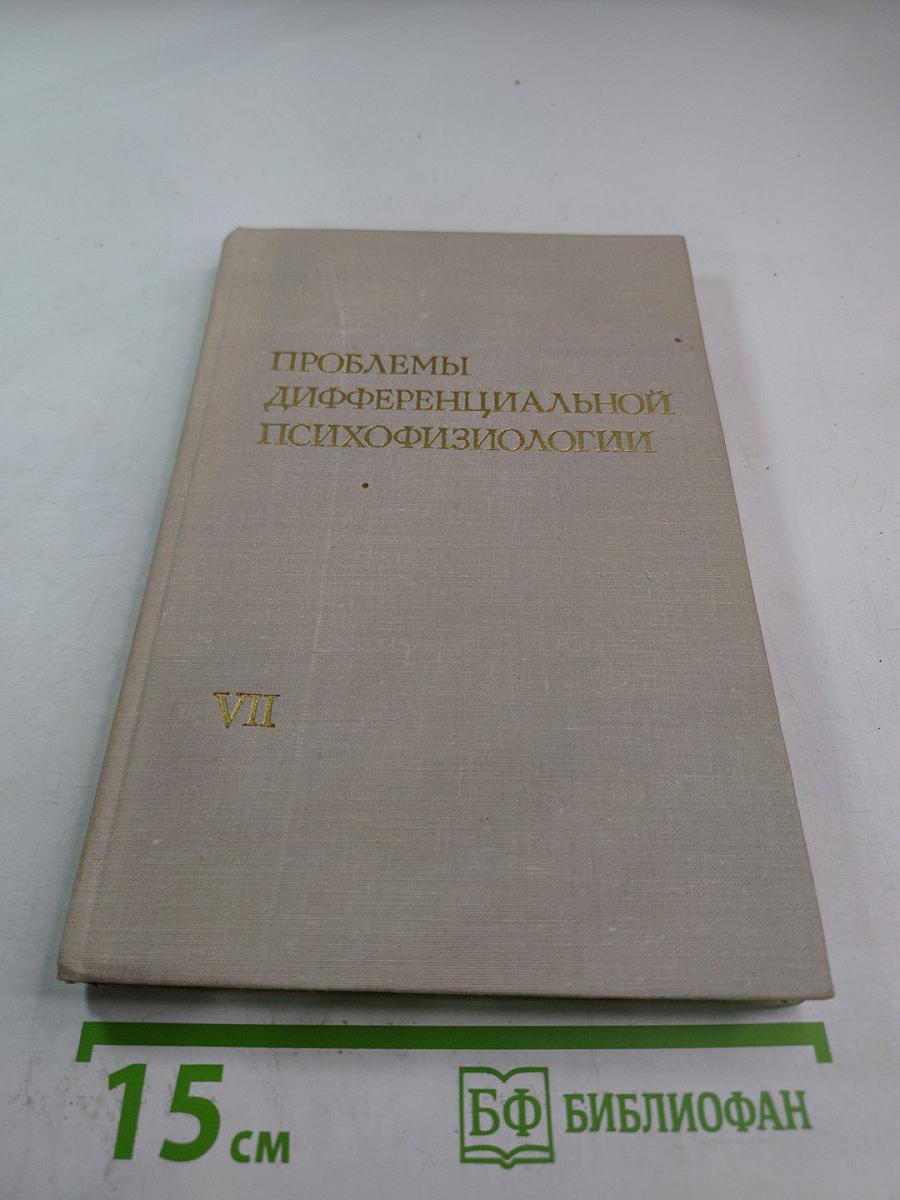 ПРОБЛЕМЫ
ДИФФЕРЕНЦИАЛЬНОЙ
ПСИХОФИЗИОЛОГИИ
VII
15 см
БФ БИБЛИОФАН